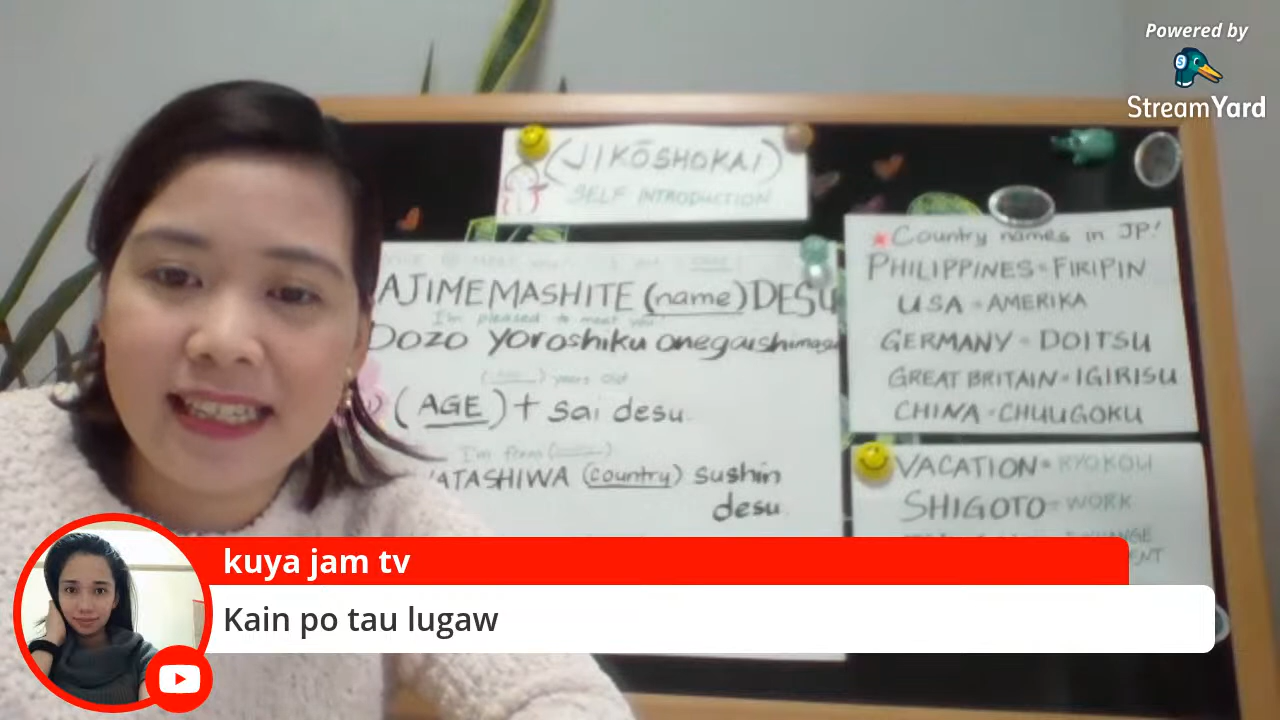 Powered by
StreamYard
(JIKŌSHOKAI)
SELF INTRODUCTION
AJIMEMASHITE (name) DESU
I'm pleased to meet you
Dozo yoroshiku onegaishimasu
years old
(AGE) + sai desu
I'm from
ATASHIWA (country) sushin
desu
Country names in JP!
PHILIPPINES = FIRIPIN
USA = AMERIKA
GERMANY = DOITSU
GREAT BRITAIN = IGIRISU
CHINA = CHUUGOKU
VACATION = RYOKOU
SHIGOTO = WORK
kuya jam tv
Kain po tau lugaw